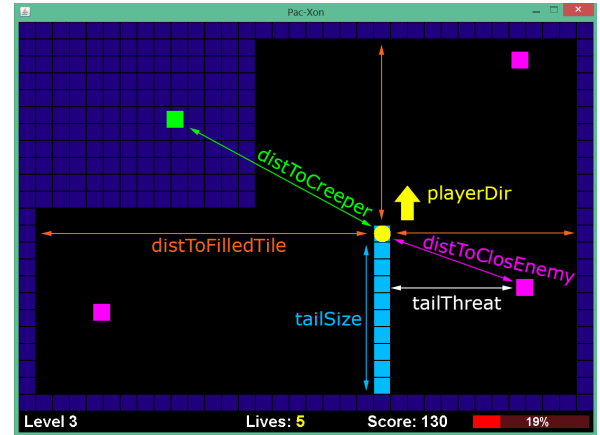 Pac-Xon
distToCreeper
playerDir
distToFilledTile
distToClosEnemy
tailThreat
tailSize
Level 3
Lives: 5
Score: 130
19%